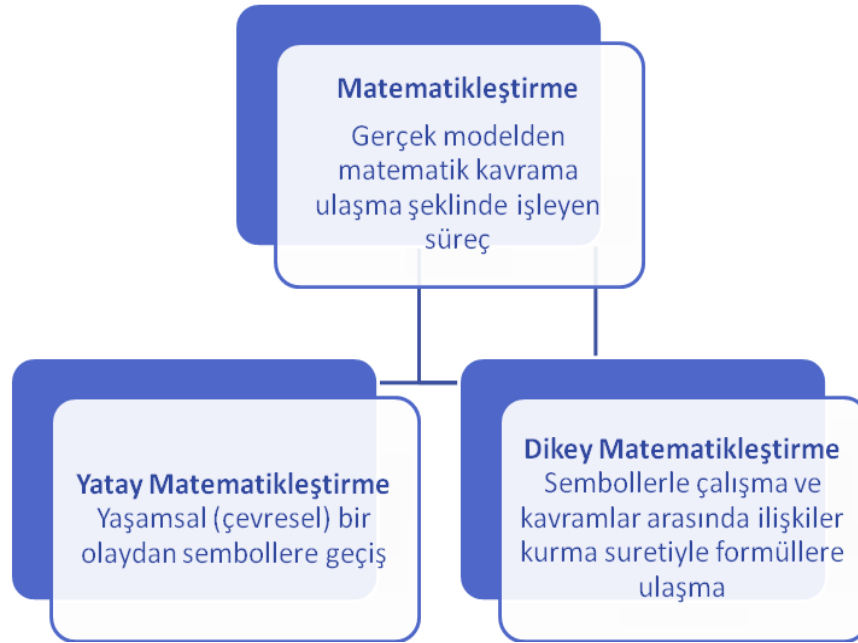 Matematikleştirme
Gerçek modelden
matematik kavrama
ulaşma şeklinde işleyen
süreç
Yatay Matematikleştirme
Yaşamsal (çevresel) bir
olaydan sembollere geçiş
Dikey Matematikleştirme
Sembollerle çalışma ve
kavramlar arasında ilişkiler
kurma suretiyle formüllere
ulaşma